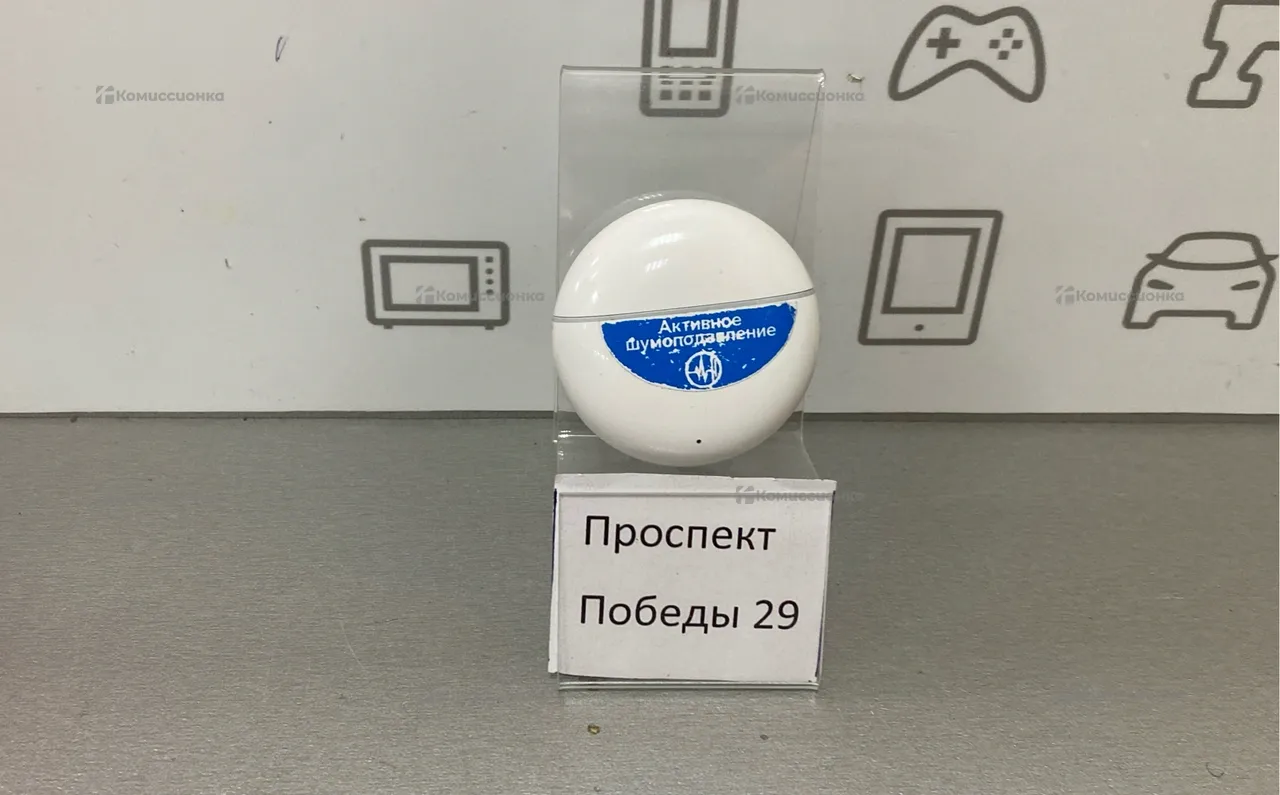 Комиссионка
Комиссионка
Комиссионка
Комиссионка
Активное
шумоподавление
Комиссионка
Проспект
Победы 29